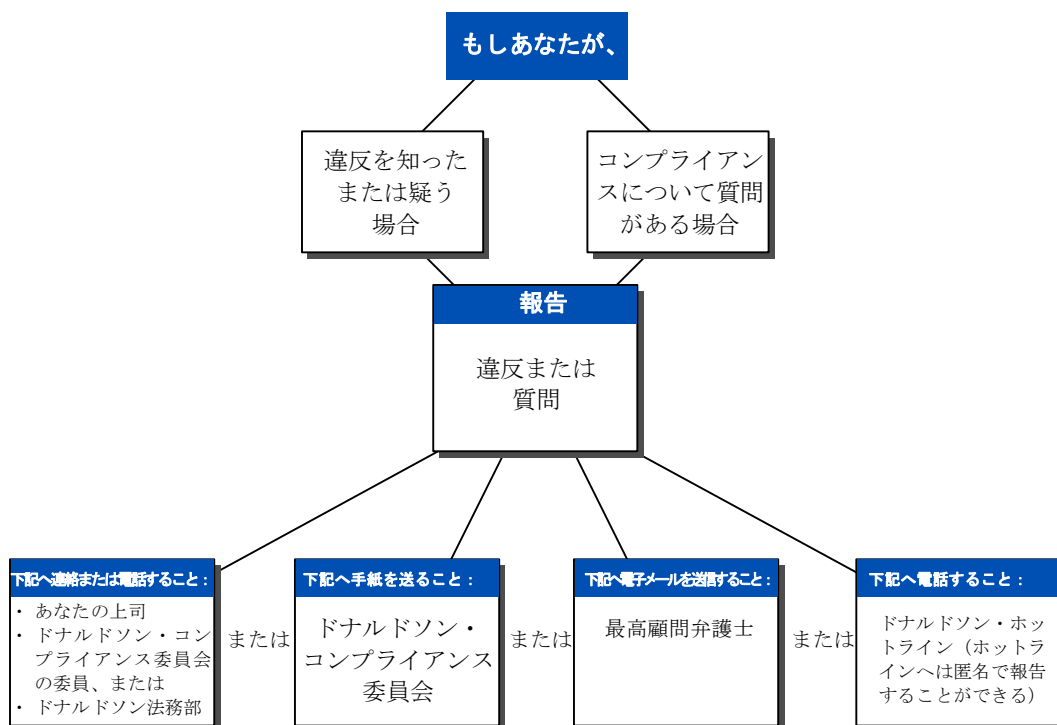 もしあなたが、
違反を知った
または疑う
場合
コンプライアン
スについて質問
がある場合
報告
違反または
質問
下記へ連絡または電話すること：
・ あなたの上司
・ ドナルドソン・コン
プライアンス委員会
の委員、または
・ ドナルドソン法務部
または
下記へ手紙を送ること：
ドナルドソン・
コンプライアンス
委員会
または
下記へ電子メールを送信すること：
最高顧問弁護士
または
下記へ電話すること：
ドナルドソン・ホッ
トライン（ホットラ
インへは匿名で報告
することができる）